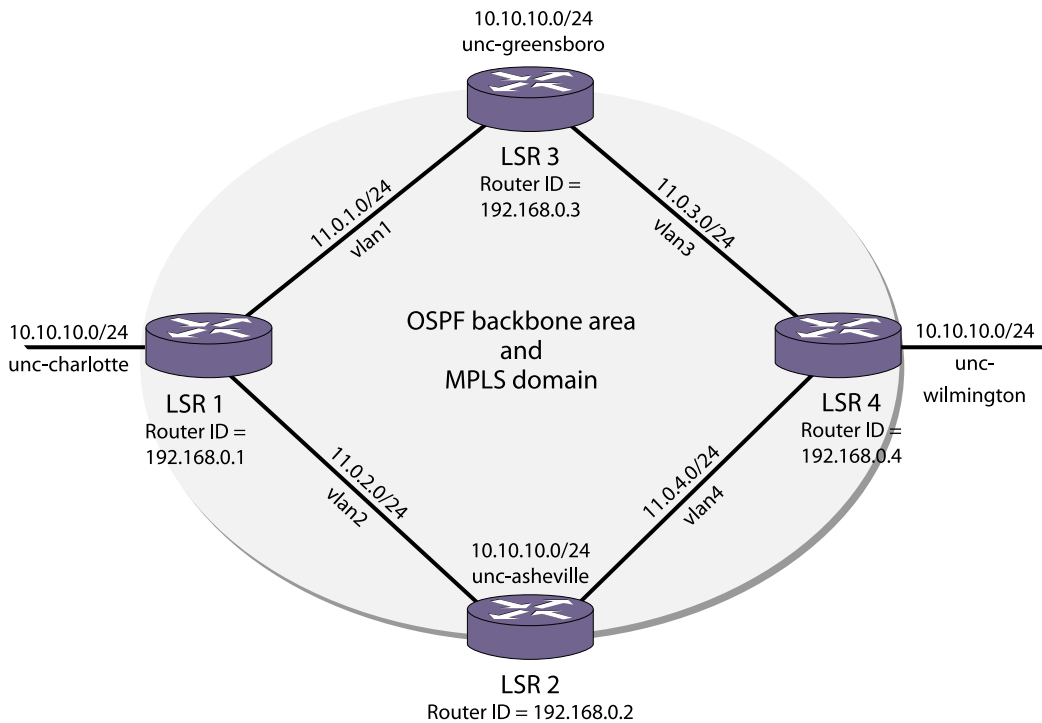 10.10.10.0/24
unc-greensboro
LSR 3
Router ID =
192.168.0.3
11.0.1.0/24
vlan1
11.0.3.0/24
vlan3
10.10.10.0/24
unc-charlotte
LSR 1
Router ID =
192.168.0.1
OSPF backbone area
and
MPLS domain
10.10.10.0/24
unc-
wilmington
LSR 4
Router ID =
192.168.0.4
11.0.2.0/24
vlan2
11.0.4.0/24
vlan4
10.10.10.0/24
unc-asheville
LSR 2
Router ID = 192.168.0.2